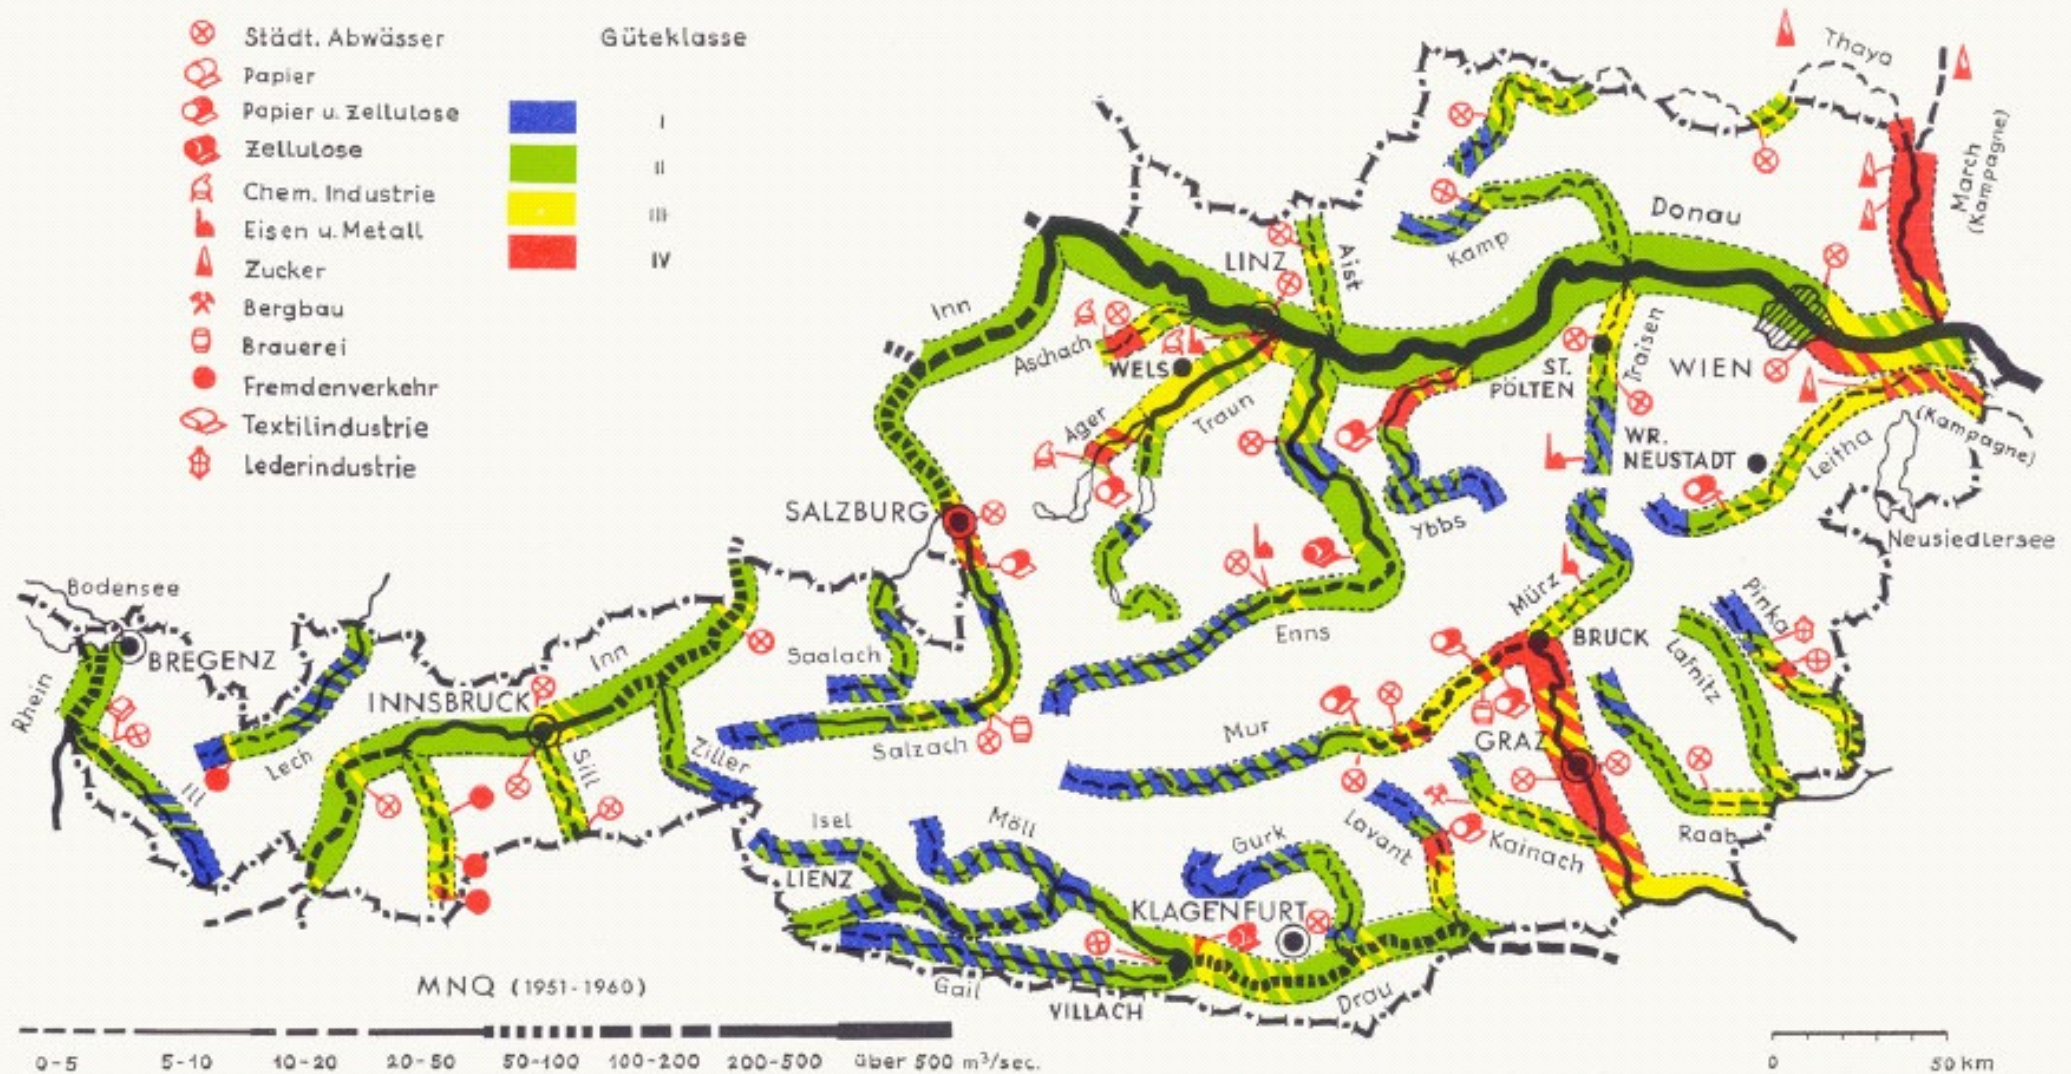 Städt. Abwässer
Papier
Papier u. Zellulose
Zellulose
Chem. Industrie
Eisen u. Metall
Zucker
Bergbau
Brauerei
Fremdenverkehr
Textilindustrie
Lederindustrie
Güteklasse
I
II
III
IV
Thaya
March
(Kampagne)
Donau
Kamp
LINZ
Aist
Inn
Aschach
WELS
Ager
Traun
ST.
PÖLTEN
Traisen
WIEN
WR.
NEUSTADT
Leitha
(Kampagne)
Neusiedlersee
Ybbs
SALZBURG
Enns
Mürz
BRUCK
Pinka
Lafnitz
Bodensee
BREGENZ
Rhein
Ill
Lech
INNSBRUCK
Inn
Sill
Ziller
Saalach
Salzach
Mur
GRAZ
Raab
Kainach
Lavant
Gurk
Möll
Isel
LIENZ
KLAGENFURT
Gail
VILLACH
Drau
MNQ (1951-1960)
0-5 5-10 10-20 20-50 50-100 100-200 200-500 über 500 m³/sec.
0 50 km